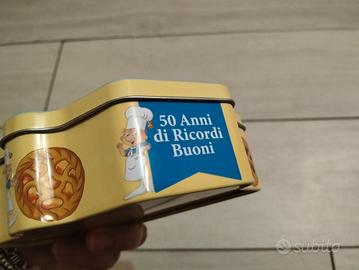 50 Anni
di Ricordi
Buoni
subito